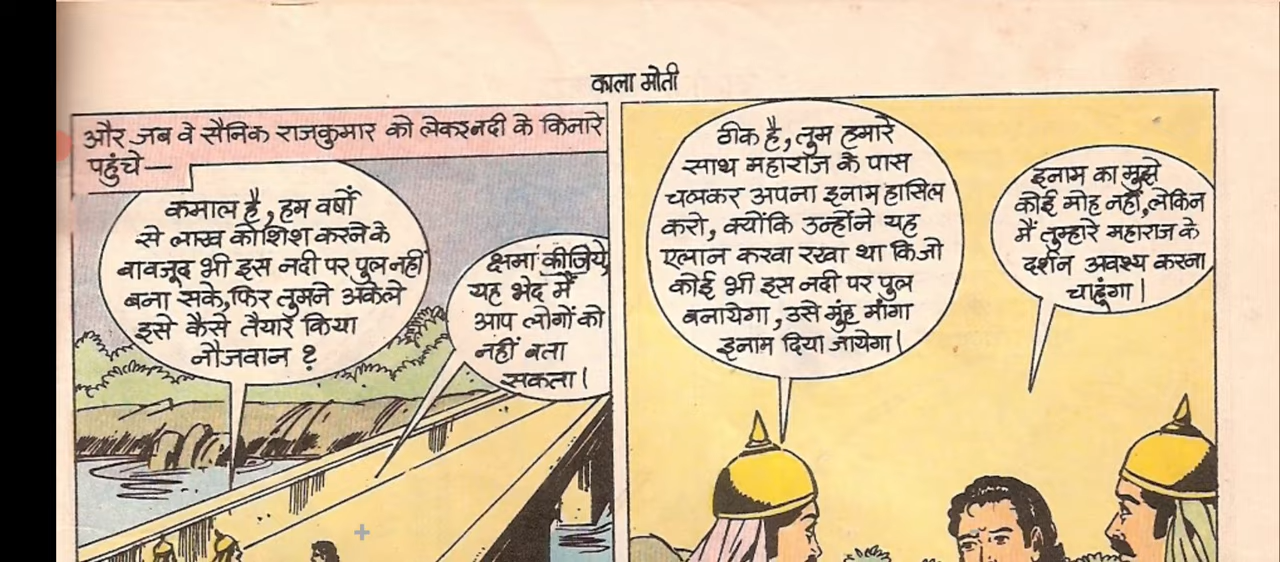 काला मोती
और जब वे सैनिक राजकुमार को लेकर नदी के किनारे
पहुंचे—
कमाल है, हम वर्षों
से लाख कोशिश करने के
बावजूद भी इस नदी पर पुल नहीं
बना सके, फिर तुमने अकेले
इसे कैसे तैयार किया
नौजवान ?
क्षमा कीजिये
यह भेद मैं
आप लोगों को
नहीं बता
सकता।
ठीक है, तुम हमारे
साथ महाराज के पास
चलकर अपना इनाम हासिल
करो, क्योंकि उन्होंने यह
एलान करवा रखा था कि जो
कोई भी इस नदी पर पुल
बनायेगा, उसे मुंह मांगा
इनाम दिया जायेगा।
इनाम का मुझे
कोई मोह नहीं, लेकिन
मैं तुम्हारे महाराज के
दर्शन अवश्य करना
चाहूंगा।